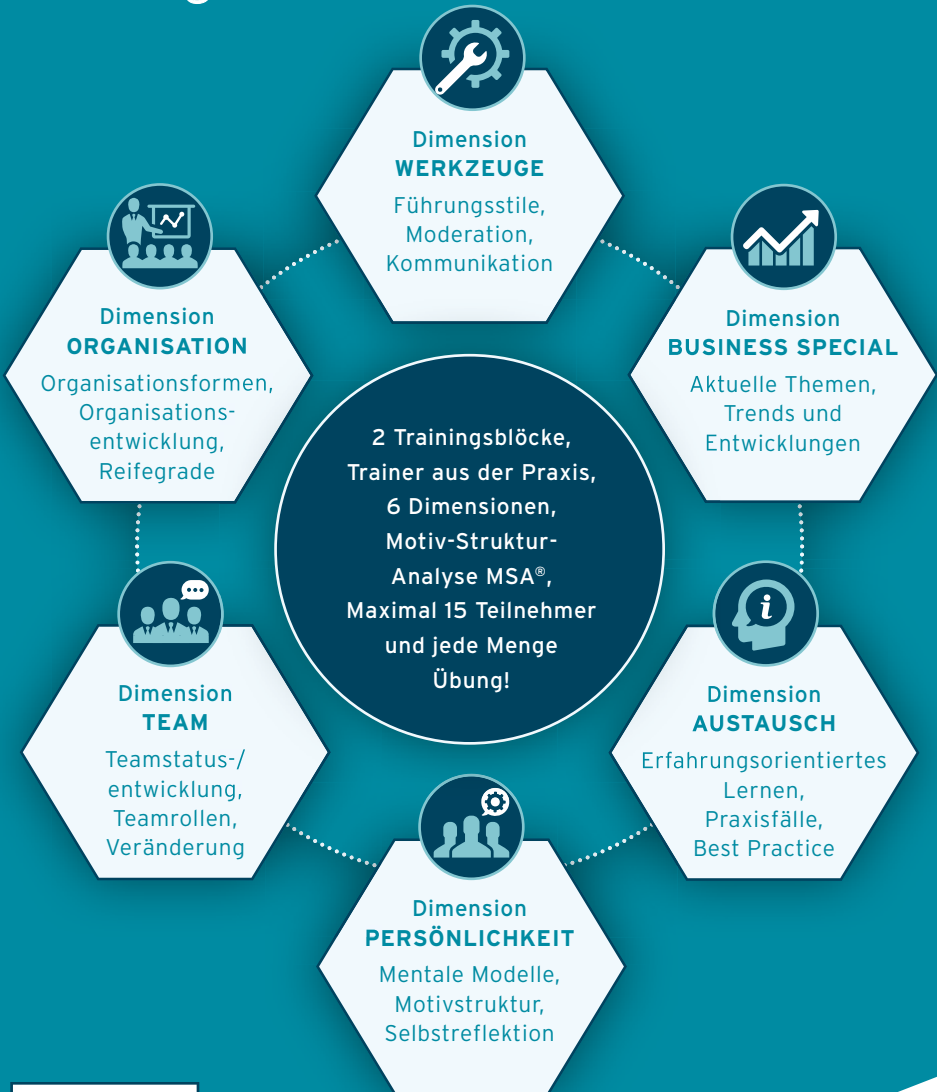 Dimension
WERKZEUGE
Führungsstile,
Moderation,
Kommunikation
Dimension
ORGANISATION
Organisationsformen,
Organisations-
entwicklung,
Reifegrade
Dimension
BUSINESS SPECIAL
Aktuelle Themen,
Trends und
Entwicklungen
2 Trainingsblöcke,
Trainer aus der Praxis,
6 Dimensionen,
Motiv-Struktur-
Analyse MSA®,
Maximal 15 Teilnehmer
und jede Menge
Übung!
Dimension
TEAM
Teamstatus-/
entwicklung,
Teamrollen,
Veränderung
i
Dimension
AUSTAUSCH
Erfahrungsorientiertes
Lernen,
Praxisfälle,
Best Practice
Dimension
PERSÖNLICHKEIT
Mentale Modelle,
Motivstruktur,
Selbstreflektion